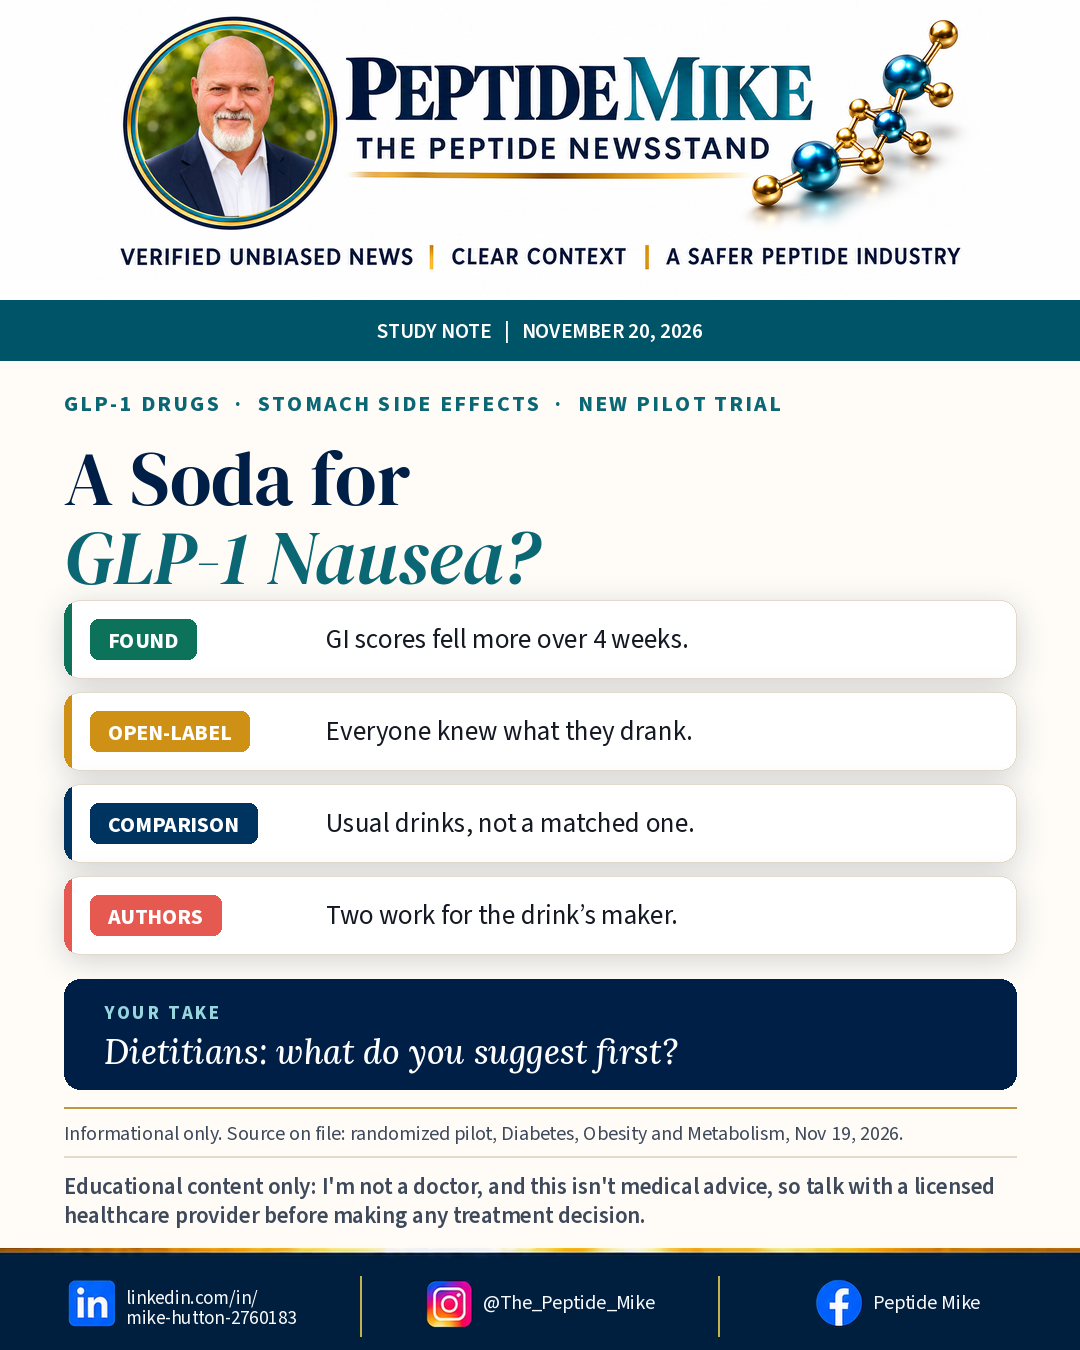 PEPTIDEMIKE
THE PEPTIDE NEWSSTAND
VERIFIED UNBIASED NEWS | CLEAR CONTEXT | A SAFER PEPTIDE INDUSTRY
STUDY NOTE | NOVEMBER 20, 2026
GLP-1 DRUGS · STOMACH SIDE EFFECTS · NEW PILOT TRIAL
A Soda for
GLP-1 Nausea?
FOUND GI scores fell more over 4 weeks.
OPEN-LABEL Everyone knew what they drank.
COMPARISON Usual drinks, not a matched one.
AUTHORS Two work for the drink’s maker.
YOUR TAKE
Dietitians: what do you suggest first?
Informational only. Source on file: randomized pilot, Diabetes, Obesity and Metabolism, Nov 19, 2026.
Educational content only: I'm not a doctor, and this isn't medical advice, so talk with a licensed
healthcare provider before making any treatment decision.
linkedin.com/in/
mike-hutton-2760183
@The_Peptide_Mike
Peptide Mike